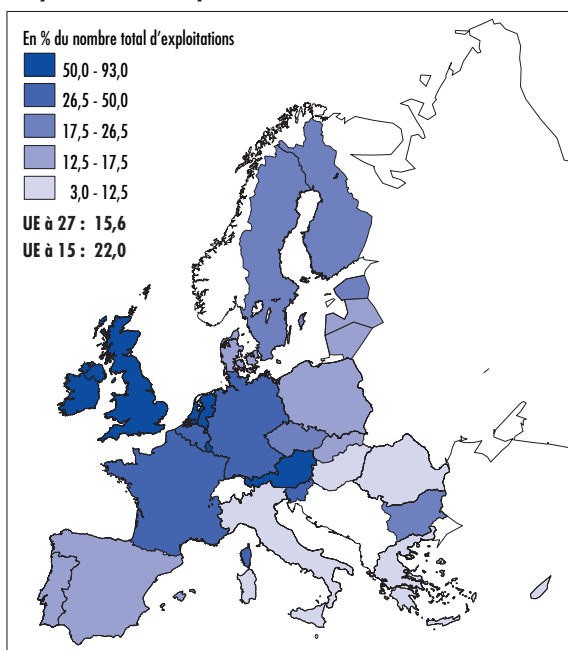 En % du nombre total d'exploitations
50,0 - 93,0
26,5 - 50,0
17,5 - 26,5
12,5 - 17,5
3,0 - 12,5
UE à 27 : 15,6
UE à 15 : 22,0